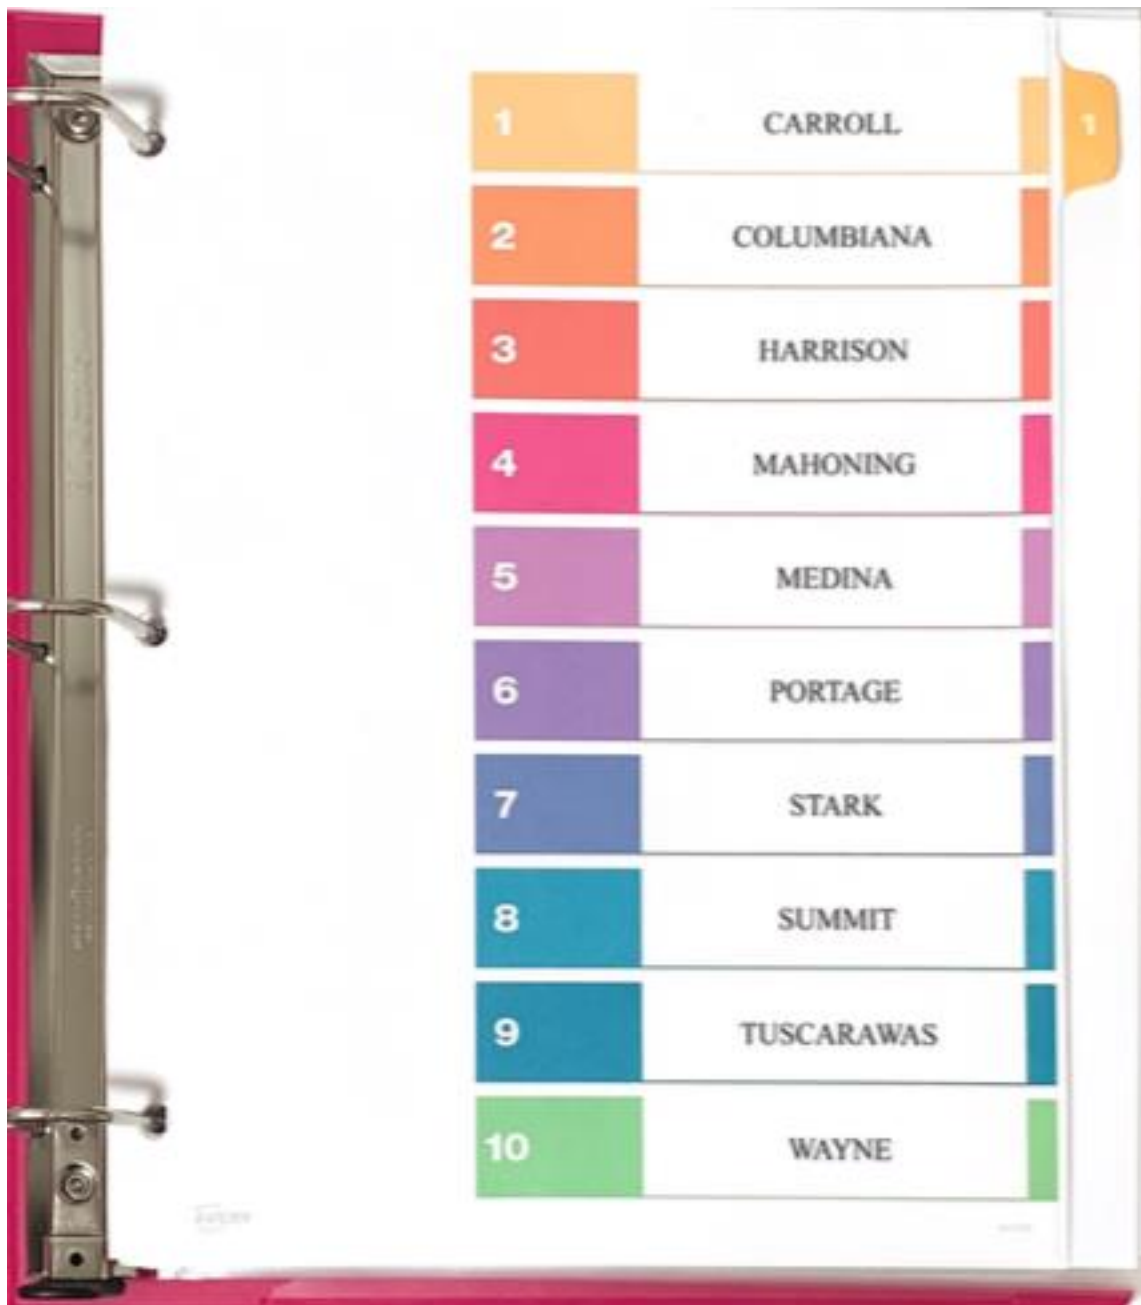 1 CARROLL 1
2 COLUMBIANA
3 HARRISON
4 MAHONING
5 MEDINA
6 PORTAGE
7 STARK
8 SUMMIT
9 TUSCARAWAS
10 WAYNE
AVERY